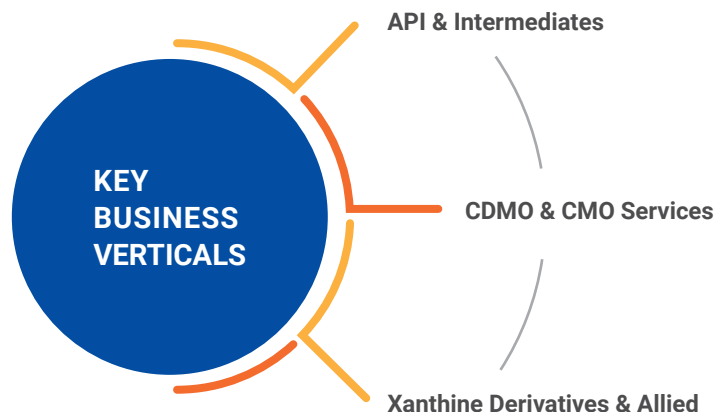 API & Intermediates
KEY
BUSINESS
VERTICALS
CDMO & CMO Services
Xanthine Derivatives & Allied